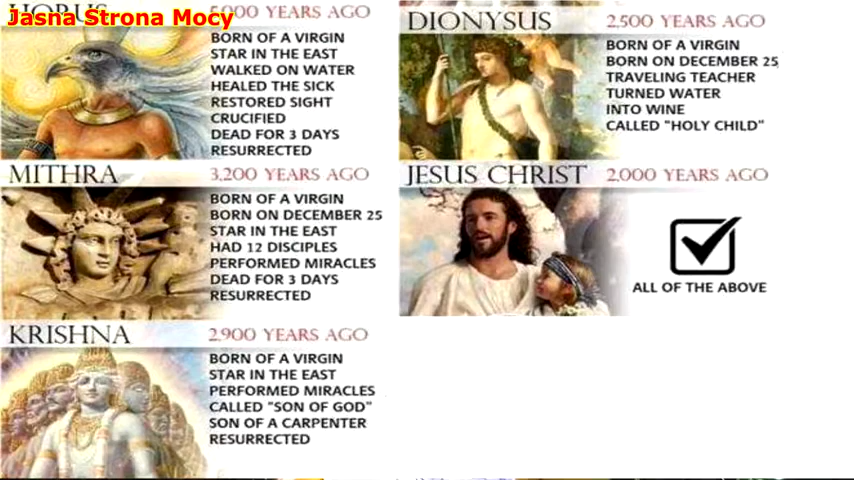 Jasna Strona Mocy
HORUS
5,000 YEARS AGO
BORN OF A VIRGIN
STAR IN THE EAST
WALKED ON WATER
HEALED THE SICK
RESTORED SIGHT
CRUCIFIED
DEAD FOR 3 DAYS
RESURRECTED
MITHRA
3,200 YEARS AGO
BORN OF A VIRGIN
BORN ON DECEMBER 25
STAR IN THE EAST
HAD 12 DISCIPLES
PERFORMED MIRACLES
DEAD FOR 3 DAYS
RESURRECTED
KRISHNA
2,900 YEARS AGO
BORN OF A VIRGIN
STAR IN THE EAST
PERFORMED MIRACLES
CALLED "SON OF GOD"
SON OF A CARPENTER
RESURRECTED
DIONYSUS
2,500 YEARS AGO
BORN OF A VIRGIN
BORN ON DECEMBER 25
TRAVELING TEACHER
TURNED WATER
INTO WINE
CALLED "HOLY CHILD"
JESUS CHRIST
2,000 YEARS AGO
ALL OF THE ABOVE